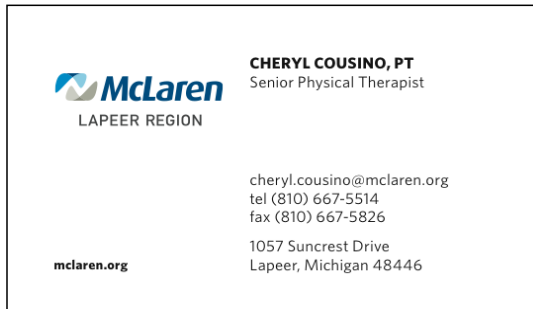 McLaren
LAPEER REGION
CHERYL COUSINO, PT
Senior Physical Therapist
cheryl.cousino@mclaren.org
tel (810) 667-5514
fax (810) 667-5826
1057 Suncrest Drive
Lapeer, Michigan 48446
mclaren.org